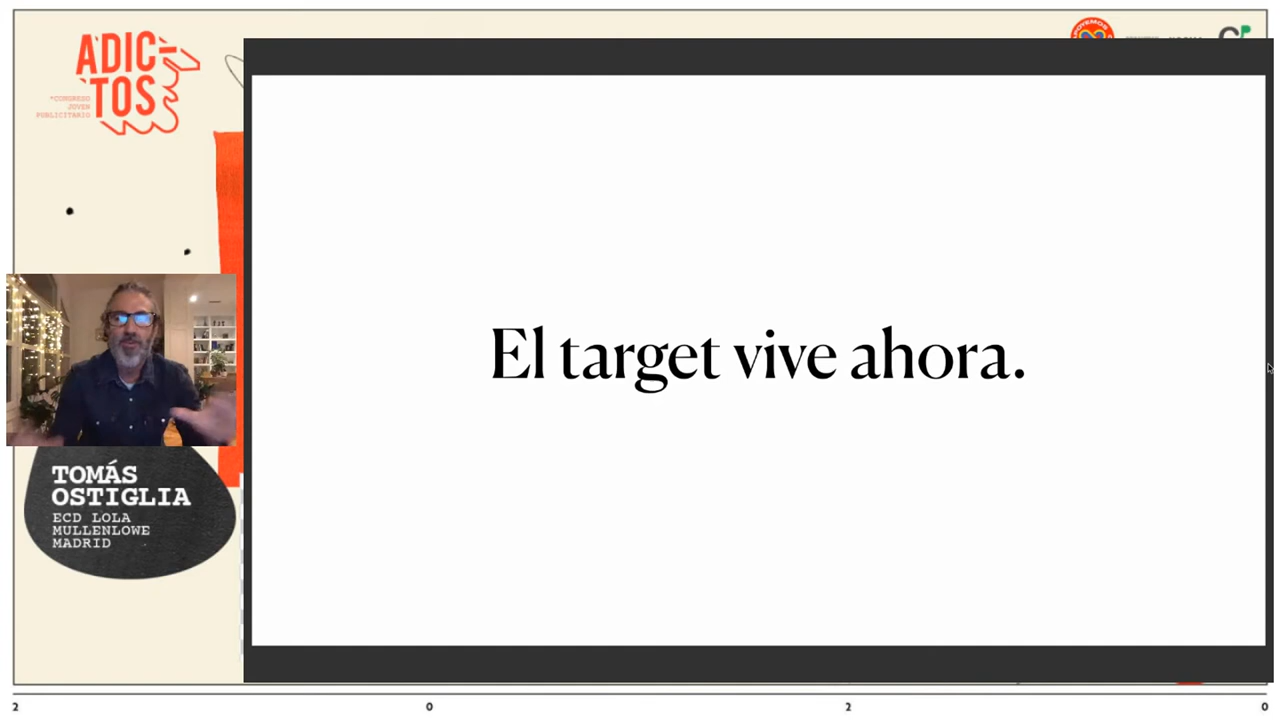 ADIC-
TOS
*CONGRESO
JOVEN
PUBLICITARIO
El target vive ahora.
TOMÁS
OSTIGLIA
ECD LOLA
MULLENLOWE
MADRID
2 0 2 0